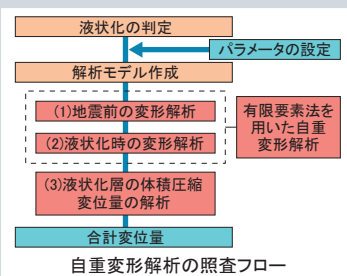 液状化の判定
パラメータの設定
解析モデル作成
(1)地震前の変形解析
(2)液状化時の変形解析
有限要素法を
用いた自重
変形解析
(3)液状化層の体積圧縮
変位量の解析
合計変位量
自重変形解析の照査フロー